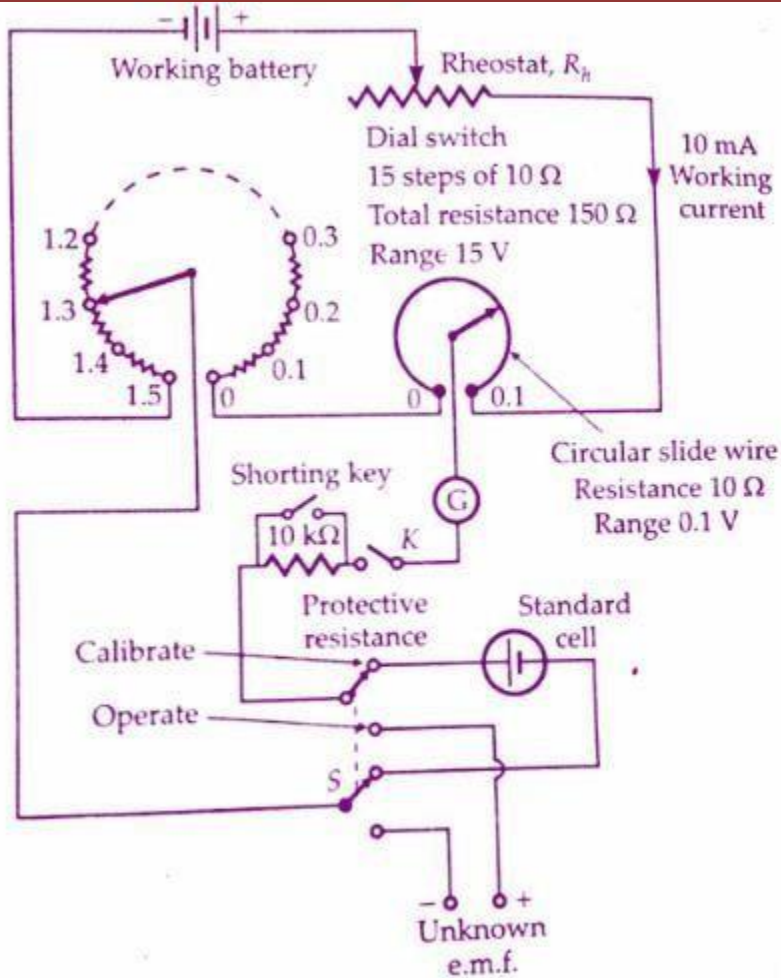 − +
Working battery
Rheostat, Rh
Dial switch
15 steps of 10 Ω
Total resistance 150 Ω
Range 15 V
10 mA
Working
current
1.2
0.3
1.3
0.2
1.4
0.1
1.5
0
0
0.1
Circular slide wire
Resistance 10 Ω
Range 0.1 V
Shorting key
G
10 kΩ
K
Protective
resistance
Standard
cell
Calibrate
Operate
S
− +
Unknown
e.m.f.